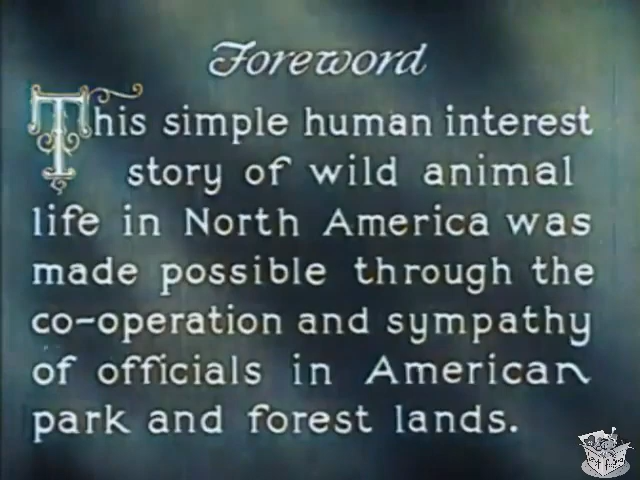 Foreword
This simple human interest
story of wild animal
life in North America was
made possible through the
co-operation and sympathy
of officials in American
park and forest lands.